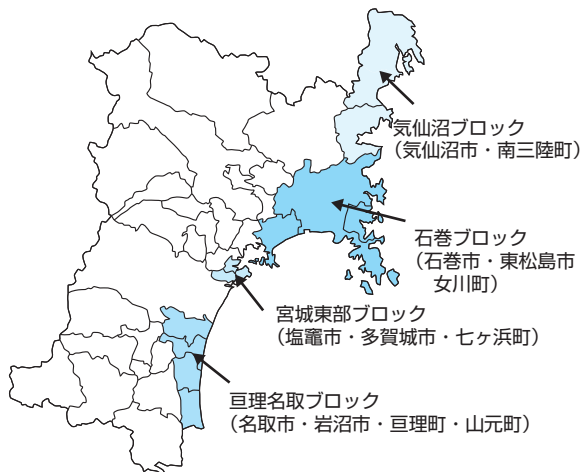 気仙沼ブロック
（気仙沼市・南三陸町）
石巻ブロック
（石巻市・東松島市
女川町）
宮城東部ブロック
（塩竈市・多賀城市・七ヶ浜町）
亘理名取ブロック
（名取市・岩沼市・亘理町・山元町）